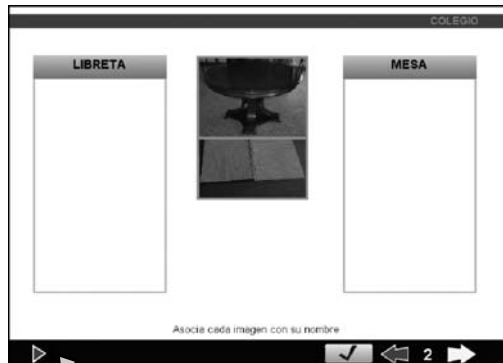 COLEGIO
LIBRETA
MESA
Asocia cada imagen con su nombre
2